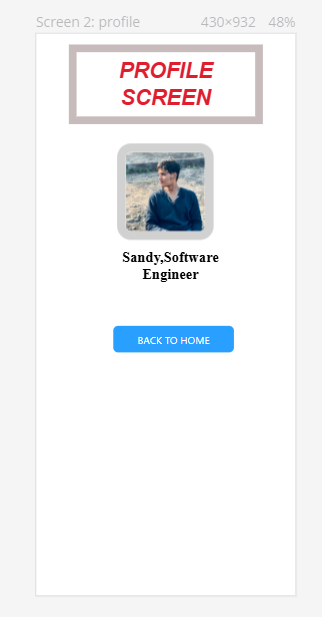 Screen 2: profile 430×932 48%
PROFILE
SCREEN
Sandy,Software
Engineer
BACK TO HOME